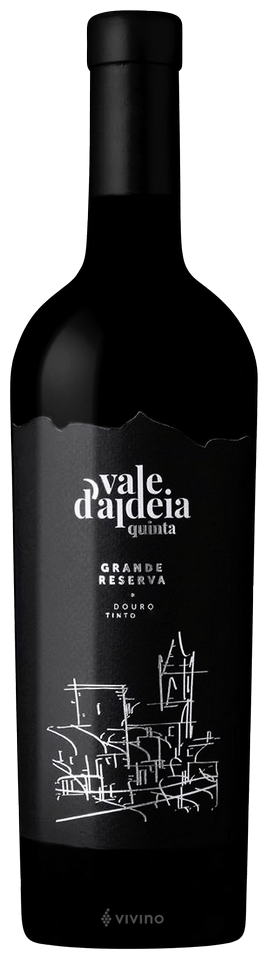 vale
d'aldeia
quinta
GRANDE
RESERVA
DOURO
TINTO
VIVINO